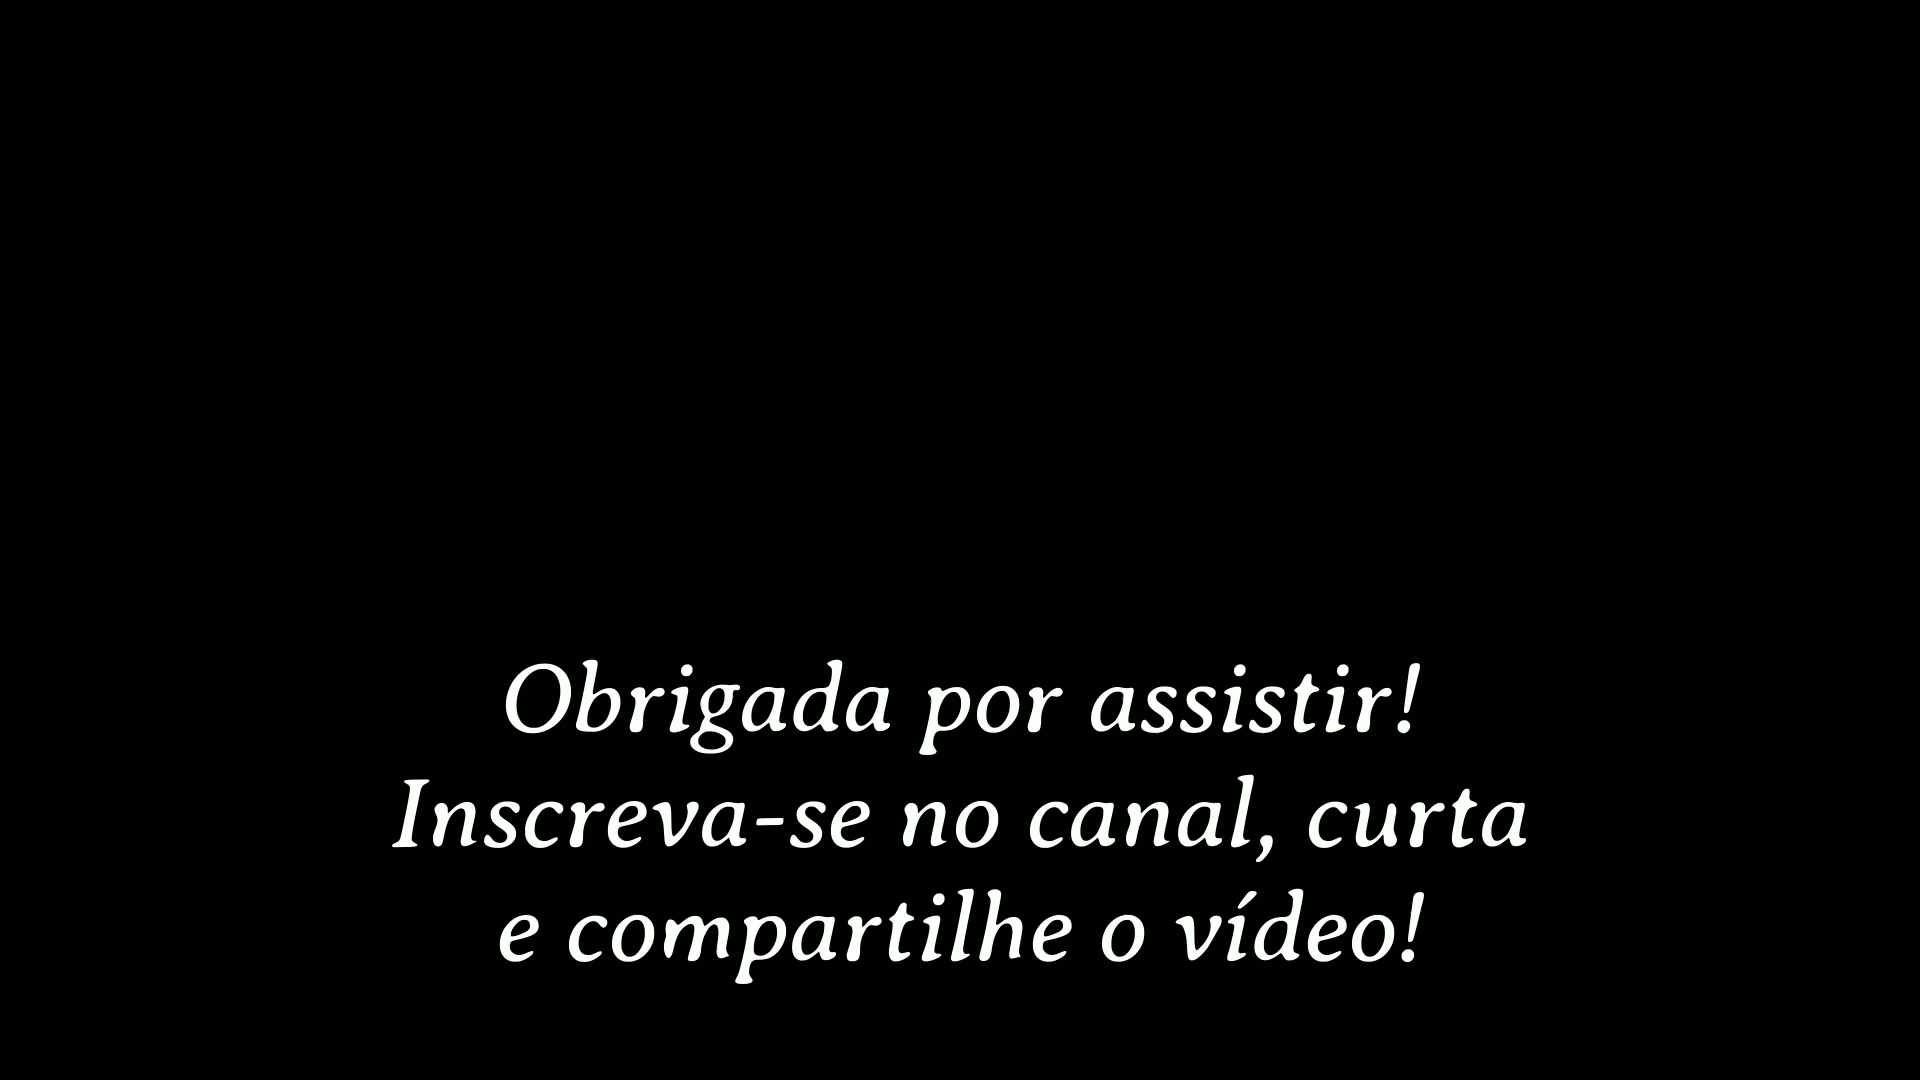 Obrigada por assistir!
Inscreva-se no canal, curta
e compartilhe o vídeo!